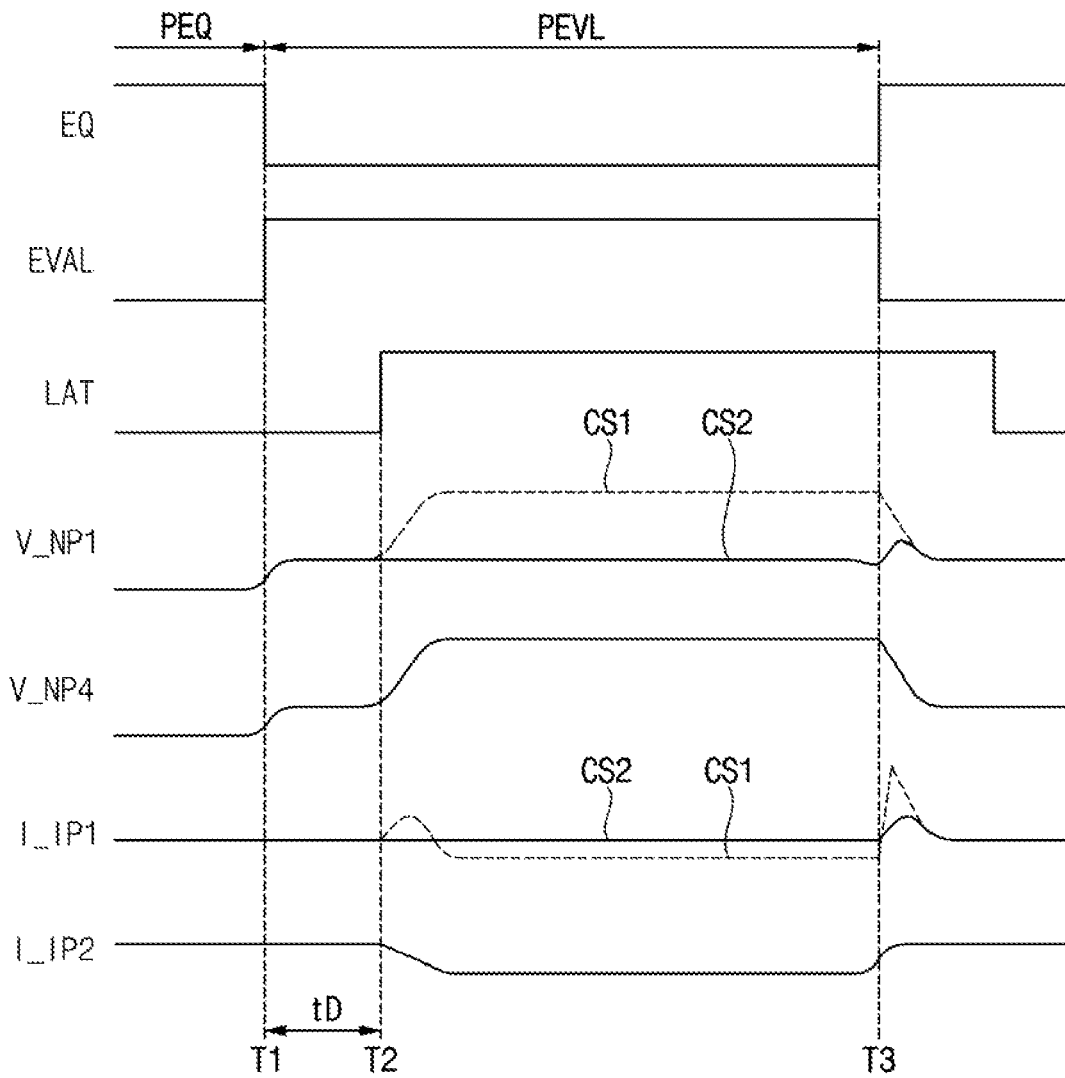 PEQ PEVL
EQ
EVAL
LAT
CS1 CS2
V_NP1
V_NP4
CS2 CS1
I_IP1
I_IP2
tD
T1 T2 T3